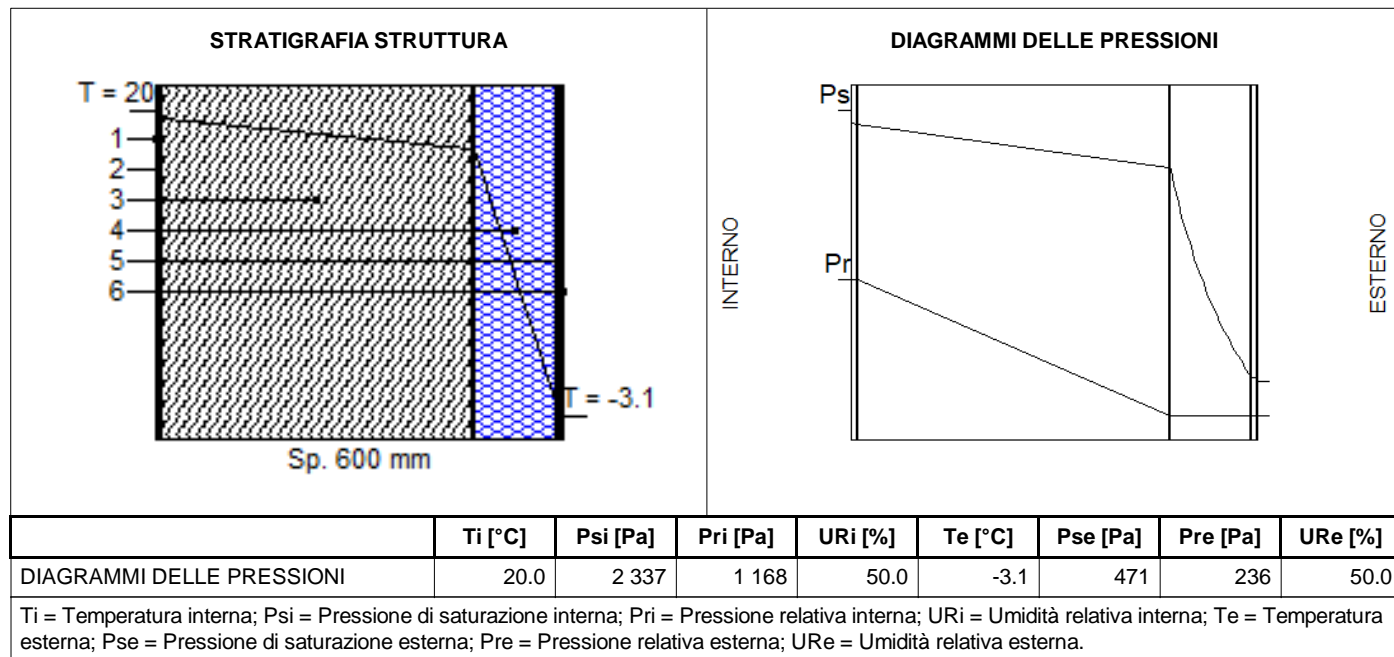 STRATIGRAFIA STRUTTURA
T = 20
1
2
3
4
5
6
T = -3.1
Sp. 600 mm
DIAGRAMMI DELLE PRESSIONI
Ps
Pr
INTERNO
ESTERNO
Ti [°C] Psi [Pa] Pri [Pa] URi [%] Te [°C] Pse [Pa] Pre [Pa] URe [%]
DIAGRAMMI DELLE PRESSIONI 20.0 2 337 1 168 50.0 -3.1 471 236 50.0
Ti = Temperatura interna; Psi = Pressione di saturazione interna; Pri = Pressione relativa interna; URi = Umidità relativa interna; Te = Temperatura
esterna; Pse = Pressione di saturazione esterna; Pre = Pressione relativa esterna; URe = Umidità relativa esterna.